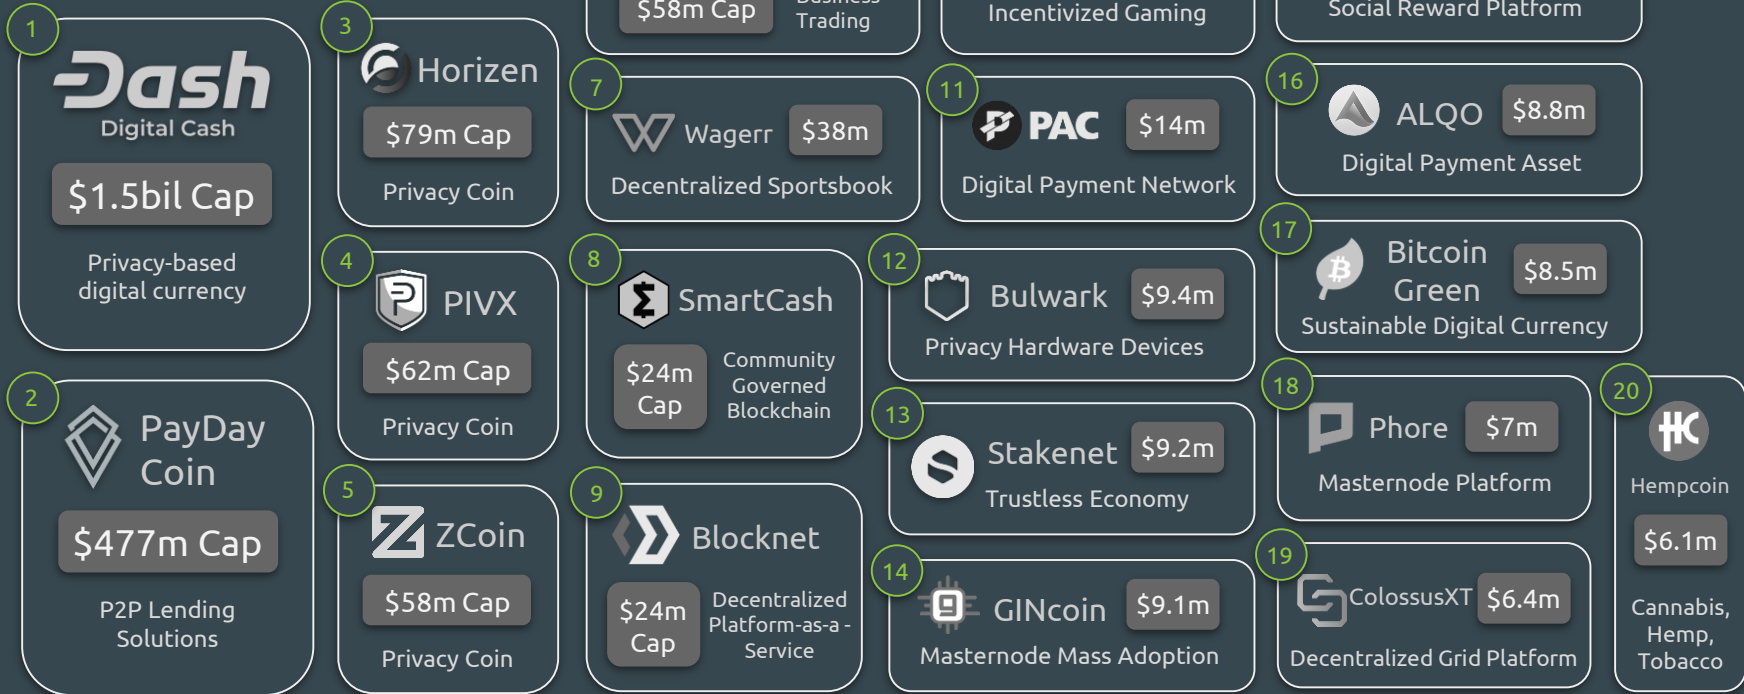 1
Dash
Digital Cash
$1.5bil Cap
Privacy-based
digital currency
2
PayDay
Coin
$477m Cap
P2P Lending
Solutions
3
Horizen
$79m Cap
Privacy Coin
4
PIVX
$62m Cap
Privacy Coin
5
ZCoin
$58m Cap
Privacy Coin
$58m Cap
Business
Trading
7
Wagerr
$38m
Decentralized Sportsbook
8
SmartCash
$24m
Cap
Community
Governed
Blockchain
9
Blocknet
$24m
Cap
Decentralized
Platform-as-a -
Service
Incentivized Gaming
11
PAC
$14m
Digital Payment Network
12
Bulwark
$9.4m
Privacy Hardware Devices
13
Stakenet
$9.2m
Trustless Economy
14
GINcoin
$9.1m
Masternode Mass Adoption
Social Reward Platform
16
ALQO
$8.8m
Digital Payment Asset
17
Bitcoin
Green
$8.5m
Sustainable Digital Currency
18
Phore
$7m
Masternode Platform
19
ColossusXT
$6.4m
Decentralized Grid Platform
20
HC
Hempcoin
$6.1m
Cannabis,
Hemp,
Tobacco